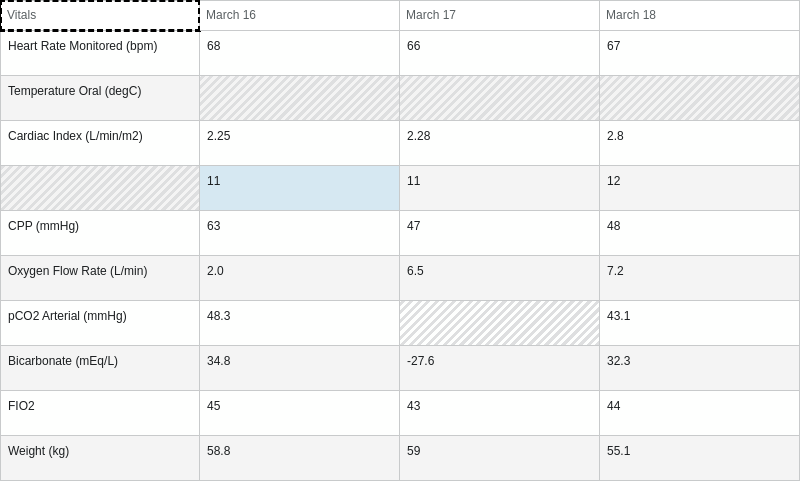 Vitals March 16 March 17 March 18
Heart Rate Monitored (bpm) 68 66 67
Temperature Oral (degC)
Cardiac Index (L/min/m2) 2.25 2.28 2.8
11 11 12
CPP (mmHg) 63 47 48
Oxygen Flow Rate (L/min) 2.0 6.5 7.2
pCO2 Arterial (mmHg) 48.3 43.1
Bicarbonate (mEq/L) 34.8 -27.6 32.3
FIO2 45 43 44
Weight (kg) 58.8 59 55.1